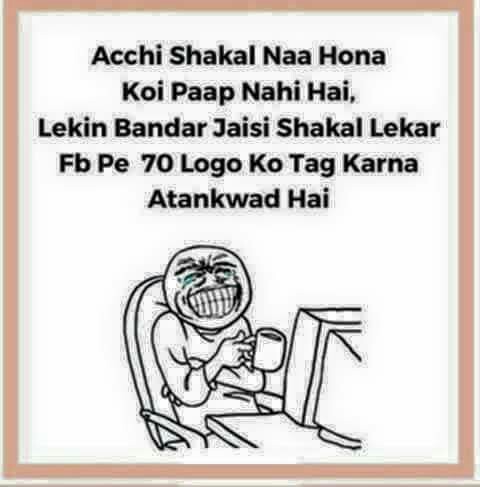 Acchi Shakal Naa Hona
Koi Paap Nahi Hai,
Lekin Bandar Jaisi Shakal Lekar
Fb Pe 70 Logo Ko Tag Karna
Atankwad Hai